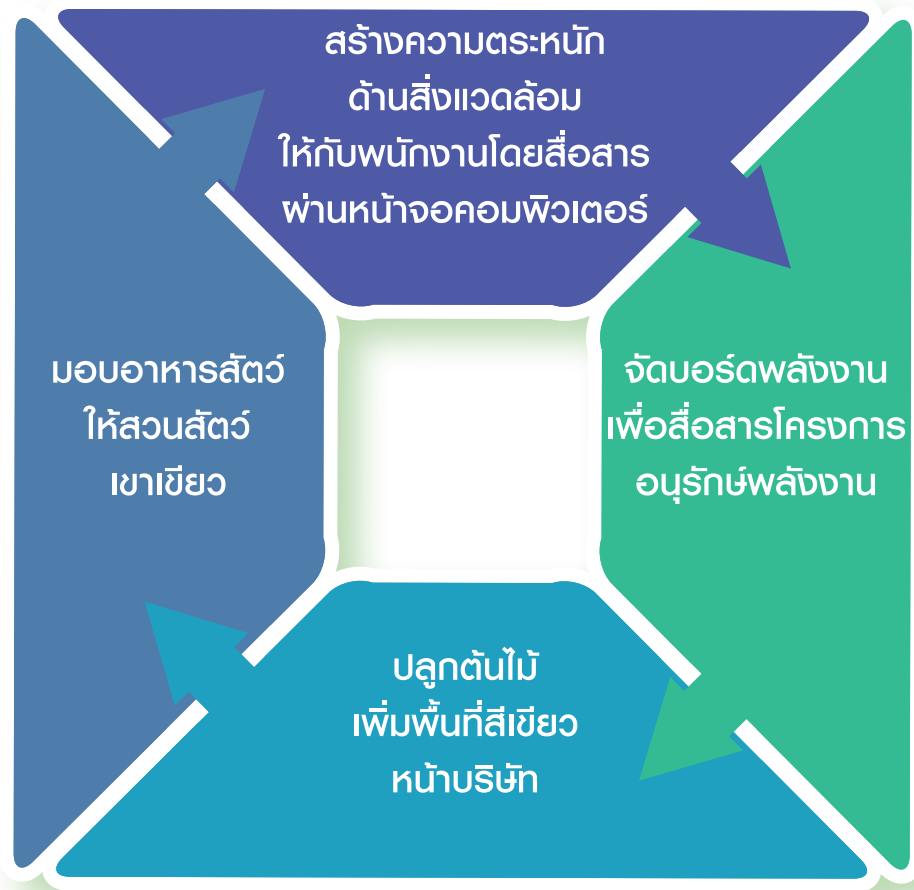 สร้างความตระหนัก
ด้านสิ่งแวดล้อม
ให้กับพนักงานโดยสื่อสาร
ผ่านหน้าจอคอมพิวเตอร์
มอบอาหารสัตว์
ให้สวนสัตว์
เขาเขียว
จัดบอร์ดพลังงาน
เพื่อสื่อสารโครงการ
อนุรักษ์พลังงาน
ปลูกต้นไม้
เพิ่มพื้นที่สีเขียว
หน้าบริษัท